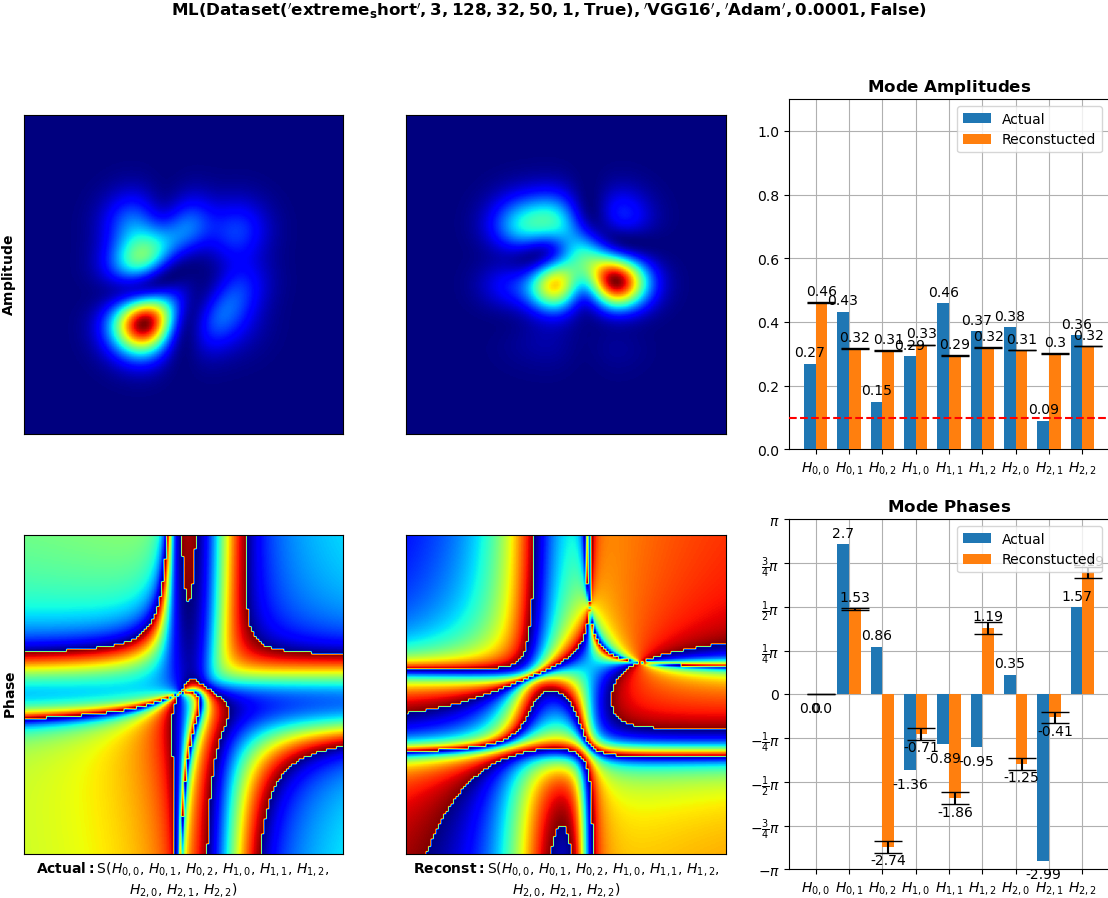 ML(Dataset('extreme_short', 3, 128, 32, 50, 1, True), 'VGG16', 'Adam', 0.0001, False)
Amplitude
Mode Amplitudes
Actual
Reconstucted
1.0
0.8
0.6
0.4
0.2
0.0
0.27 0.46 0.43 0.32 0.15 0.31 0.29 0.33 0.46 0.29 0.37 0.32 0.38 0.31 0.09 0.3 0.36 0.32
H0,0 H0,1 H0,2 H1,0 H1,1 H1,2 H2,0 H2,1 H2,2
Phase
Actual: S(H0,0, H0,1, H0,2, H1,0, H1,1, H1,2,
H2,0, H2,1, H2,2)
Reconst: S(H0,0, H0,1, H0,2, H1,0, H1,1, H1,2,
H2,0, H2,1, H2,2)
Mode Phases
Actual
Reconstucted
π
3/4π
1/2π
1/4π
0
−1/4π
−1/2π
−3/4π
−π
0.0 0.0 2.7 1.53 0.86 -2.74 -1.36 -0.71 -0.89 -1.86 -0.95 1.19 0.35 -1.25 -2.99 -0.41 1.57
H0,0 H0,1 H0,2 H1,0 H1,1 H1,2 H2,0 H2,1 H2,2